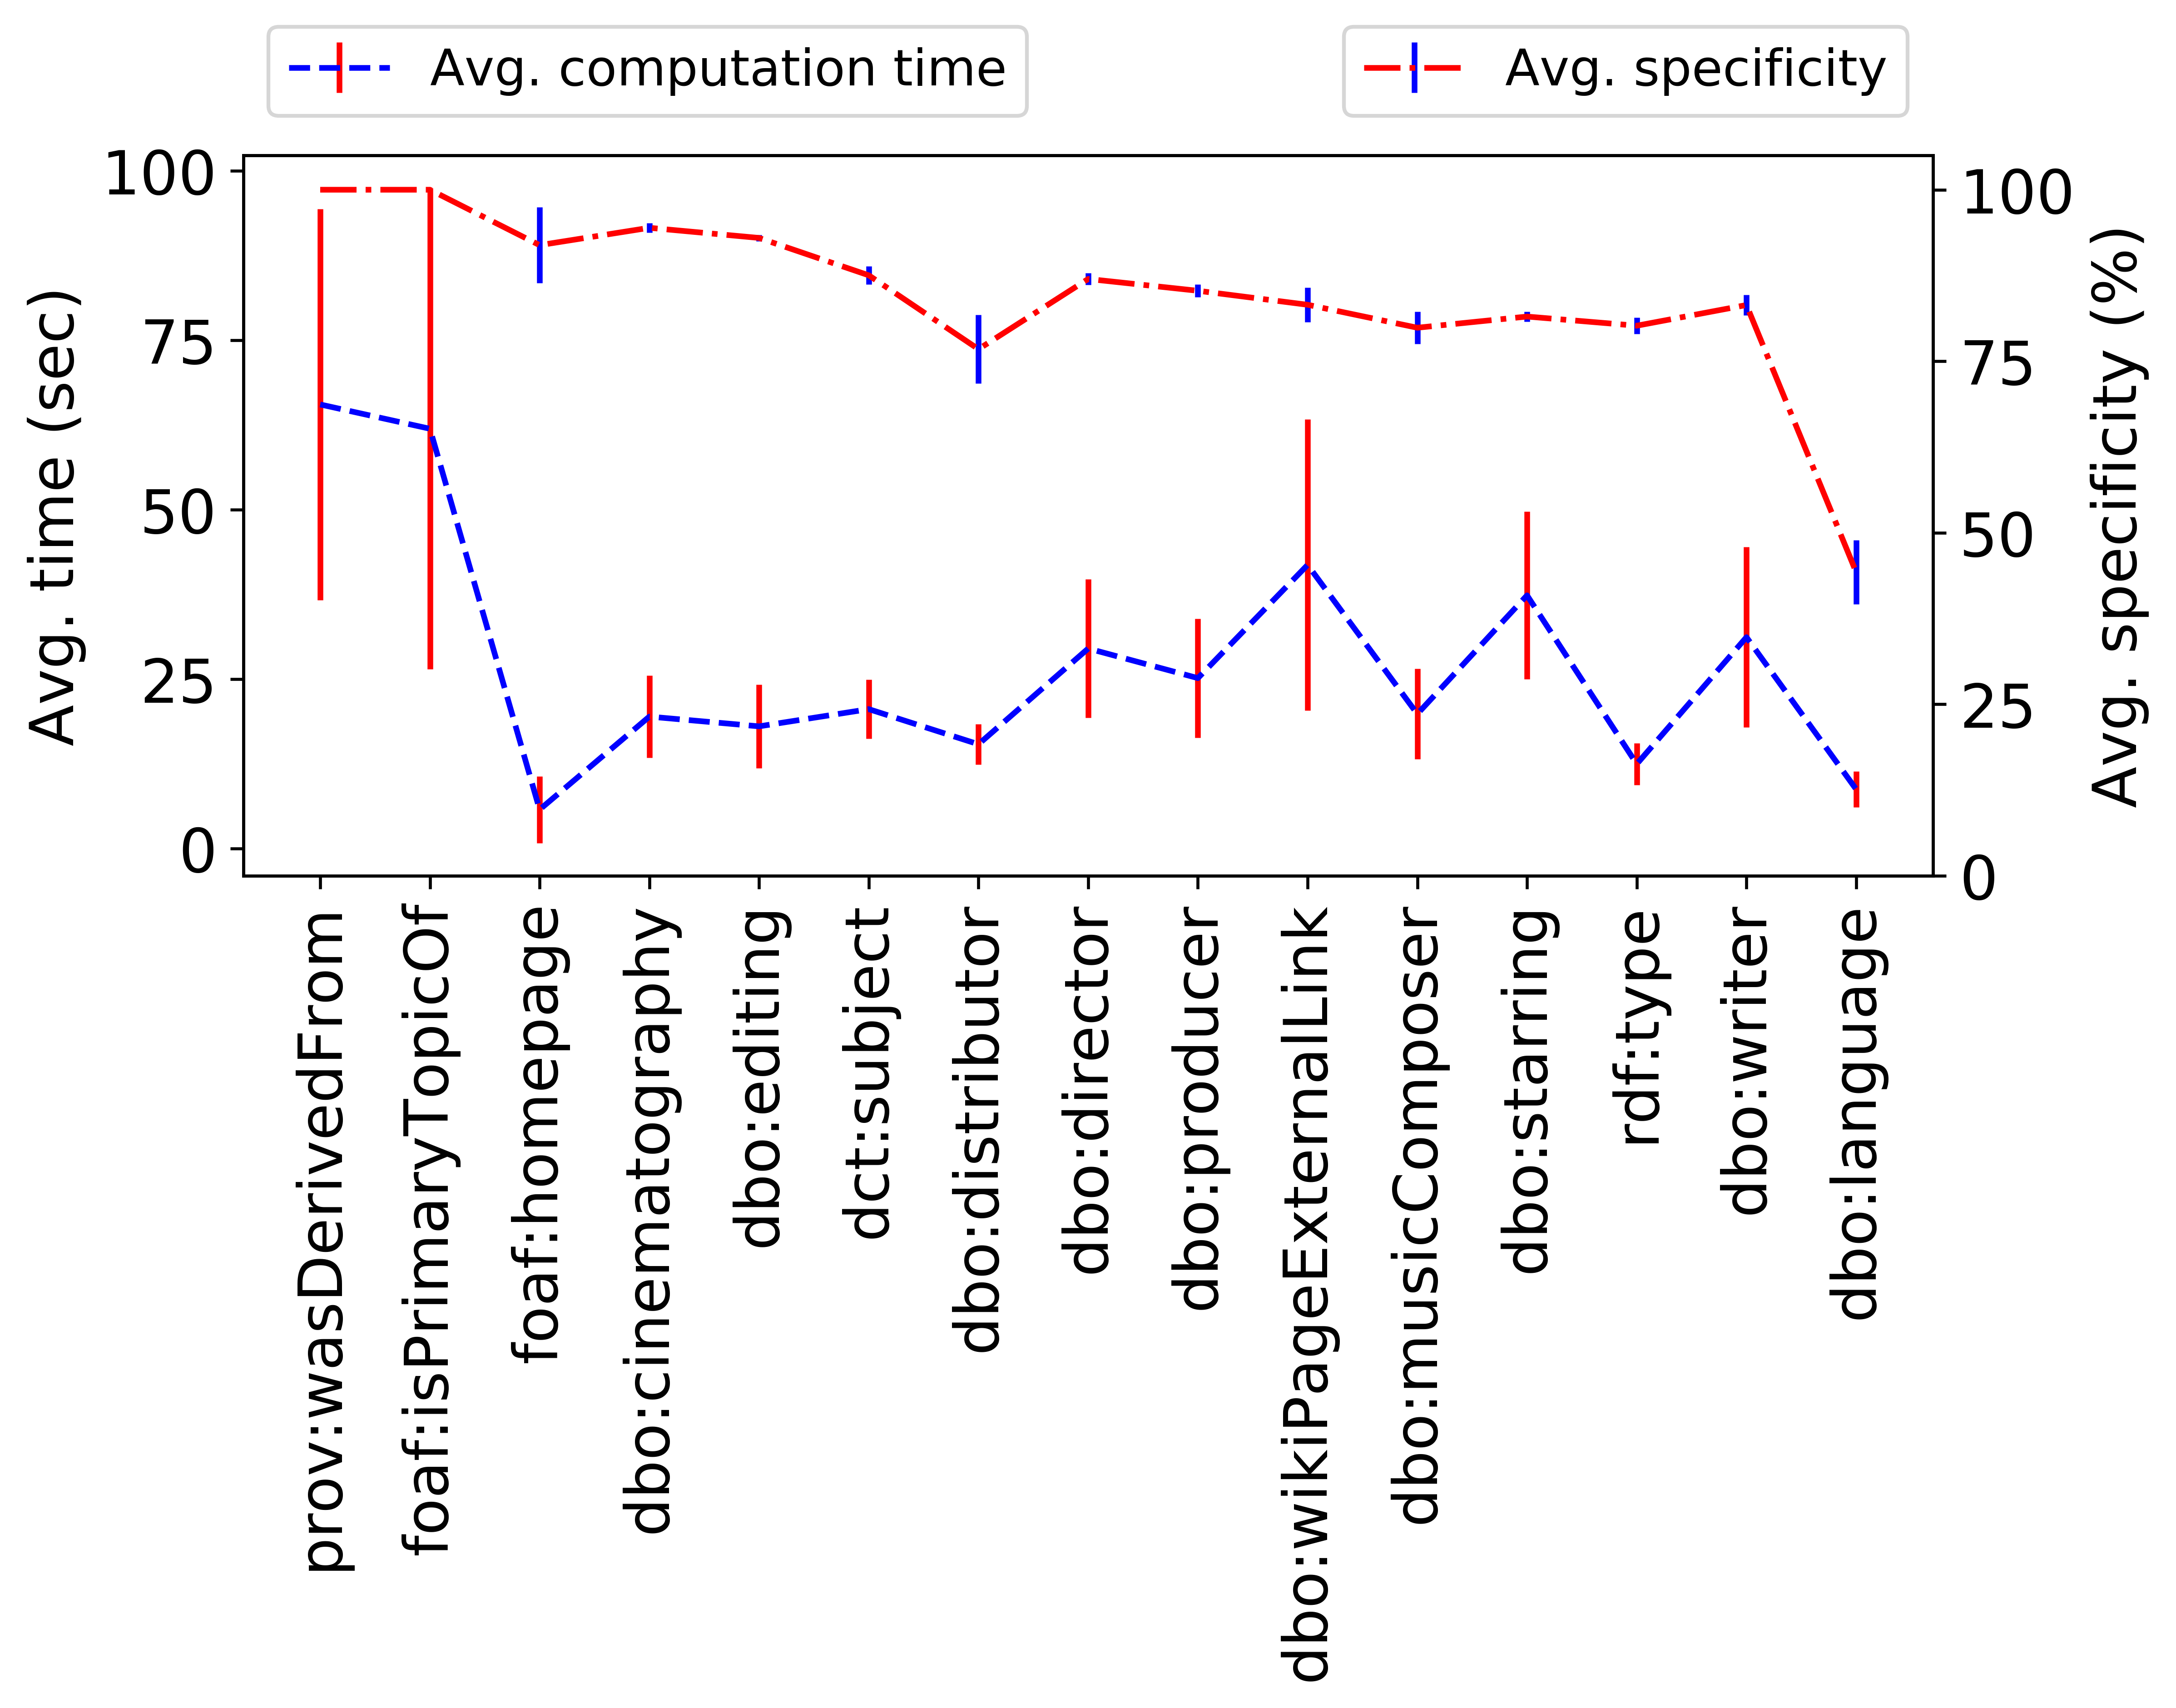 Avg. computation time
Avg. specificity
Avg. time (sec)
100
75
50
25
0
100
75
50
25
0
Avg. specificity (%)
prov:wasDerivedFrom
foaf:isPrimaryTopicOf
foaf:homepage
dbo:cinematography
dbo:editing
dct:subject
dbo:distributor
dbo:director
dbo:producer
dbo:wikiPageExternalLink
dbo:musicComposer
dbo:starring
rdf:type
dbo:writer
dbo:language